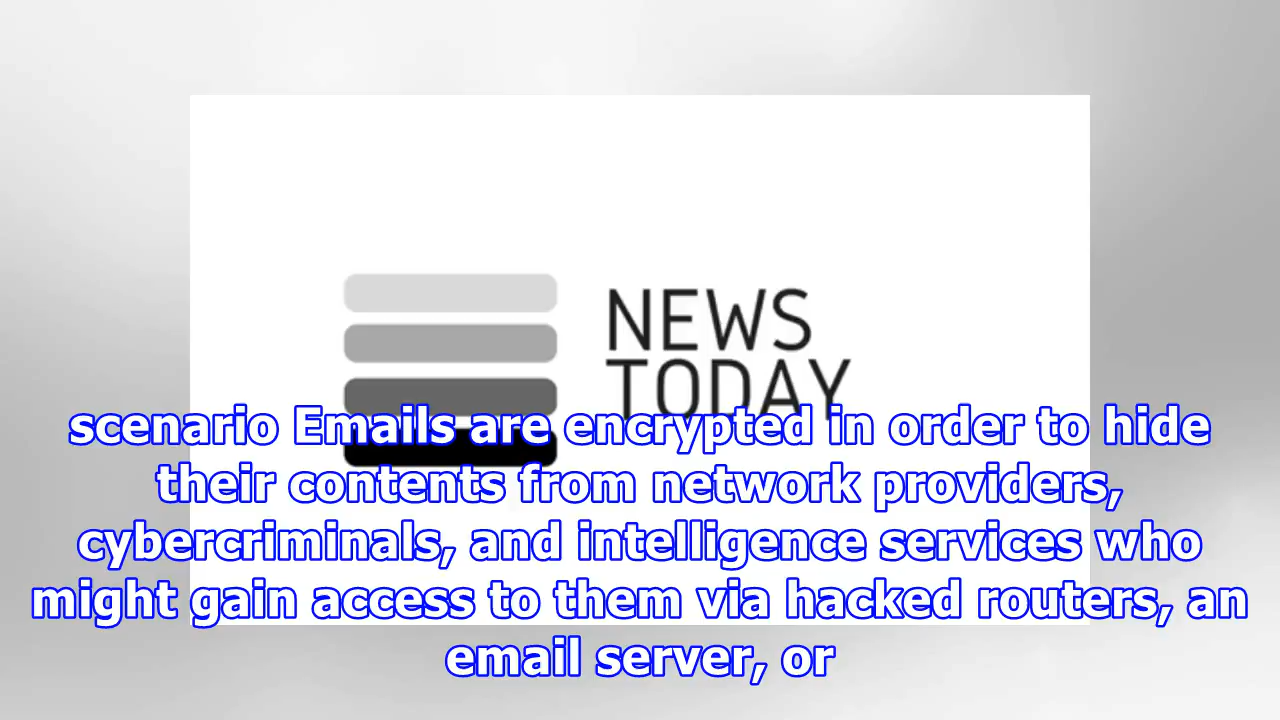 NEWS
TODAY
scenario Emails are encrypted in order to hide
their contents from network providers,
cybercriminals, and intelligence services who
might gain access to them via hacked routers, an
email server, or